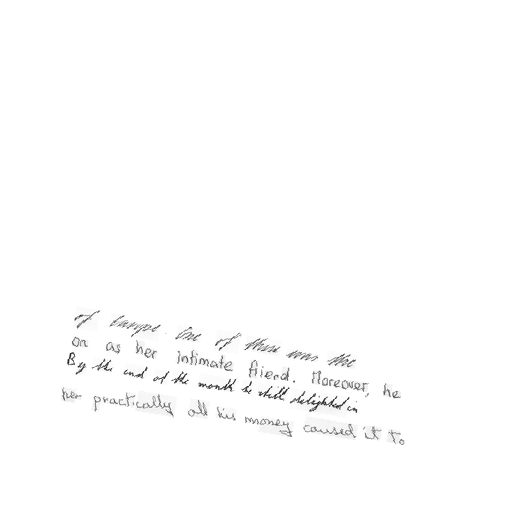 of Europe. One of these was the
on as her intimate friend. Moreover, he
By the end of the month he still delighted in
her practically all his money caused it to